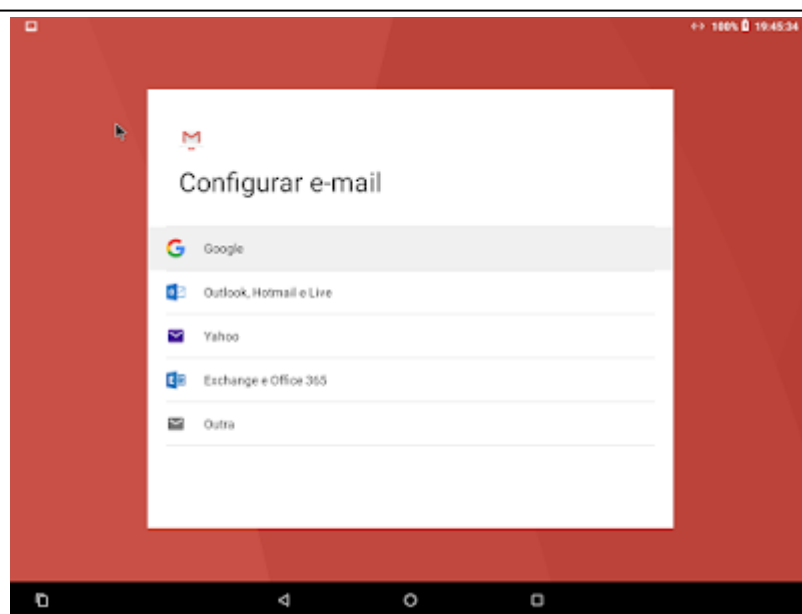 100% 19:45:34
Configurar e-mail
Google
Outlook, Hotmail e Live
Yahoo
Exchange e Office 365
Outra